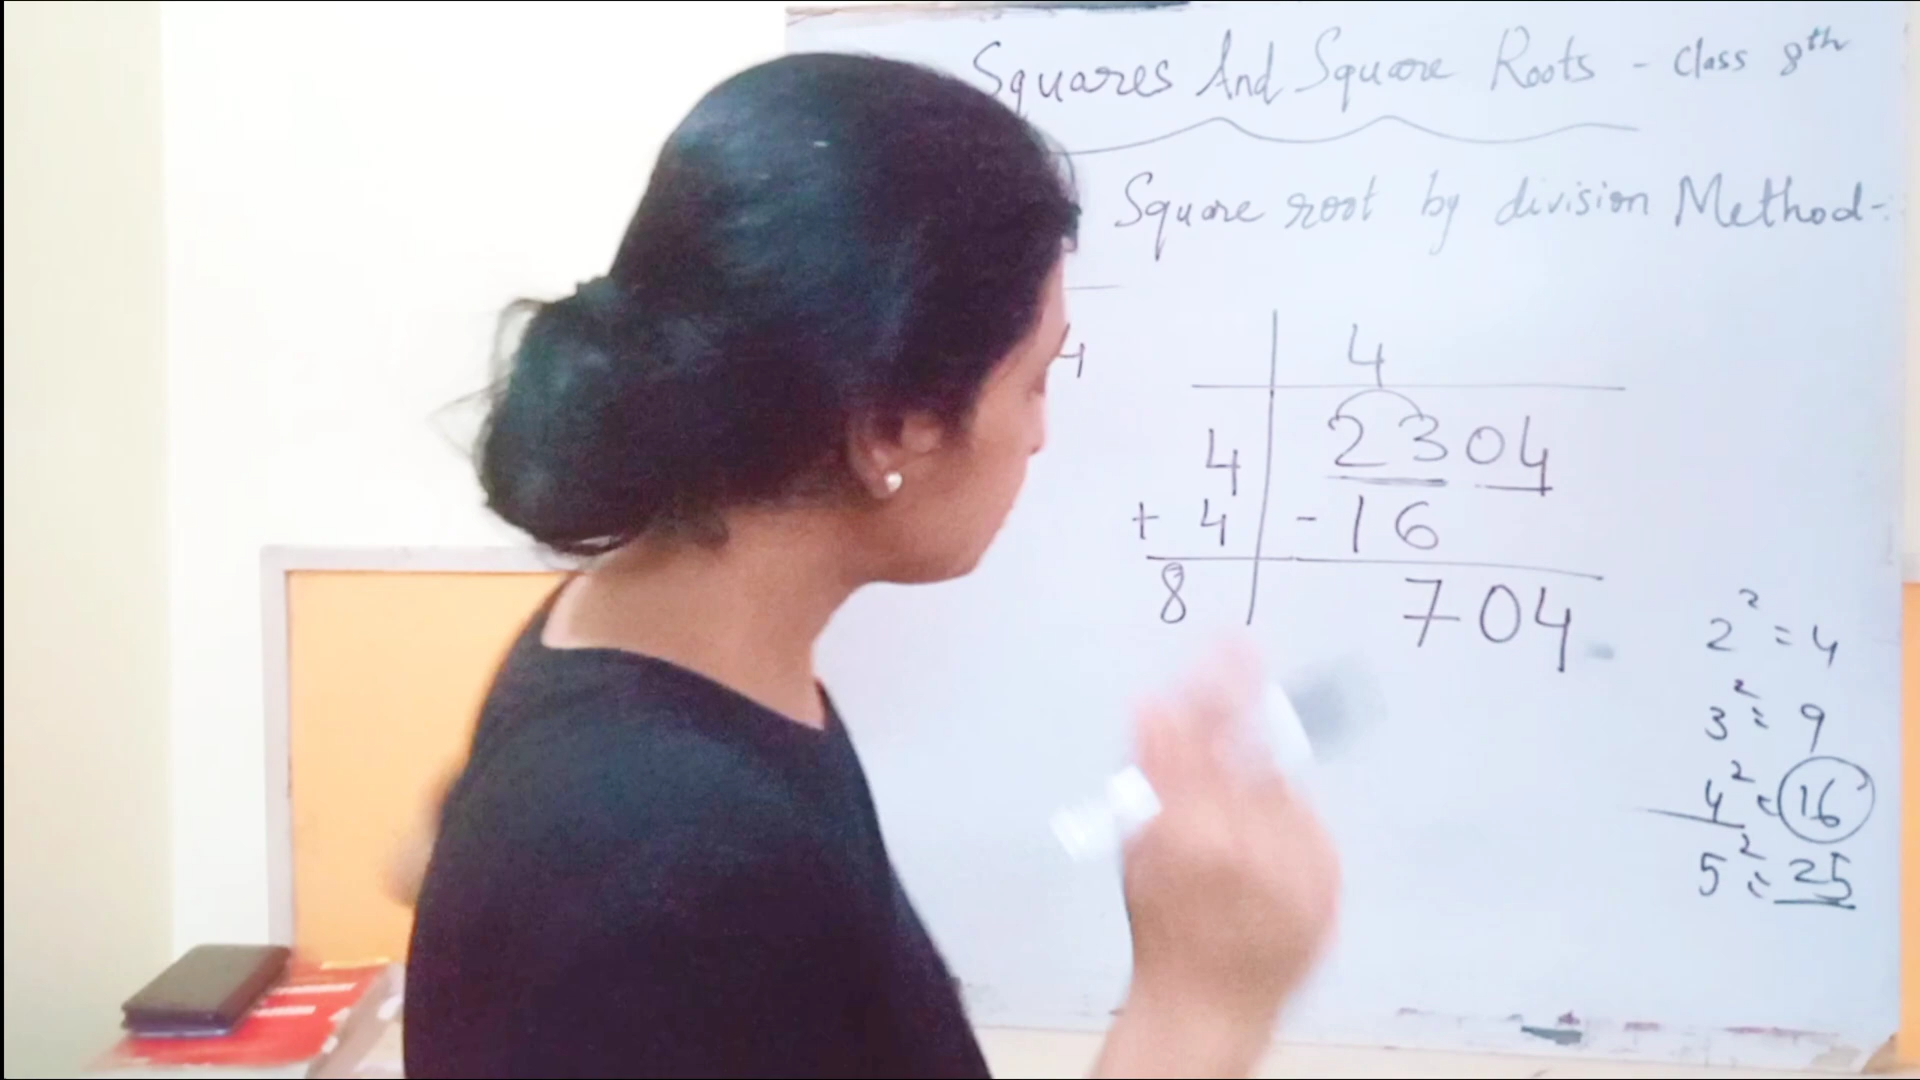 Squares And Square Roots - Class 8th
Square root by division Method-:
4
4
4 2304
+ 4 - 16
8 704
2² = 4
3² = 9
4² = 16
5² = 25